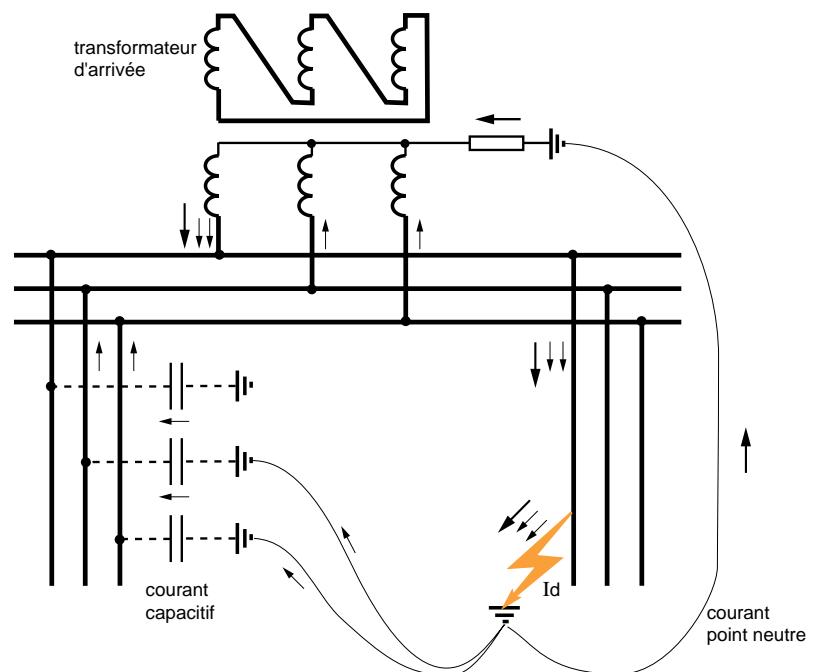 transformateur
d'arrivée
courant
capacitif
Id
courant
point neutre